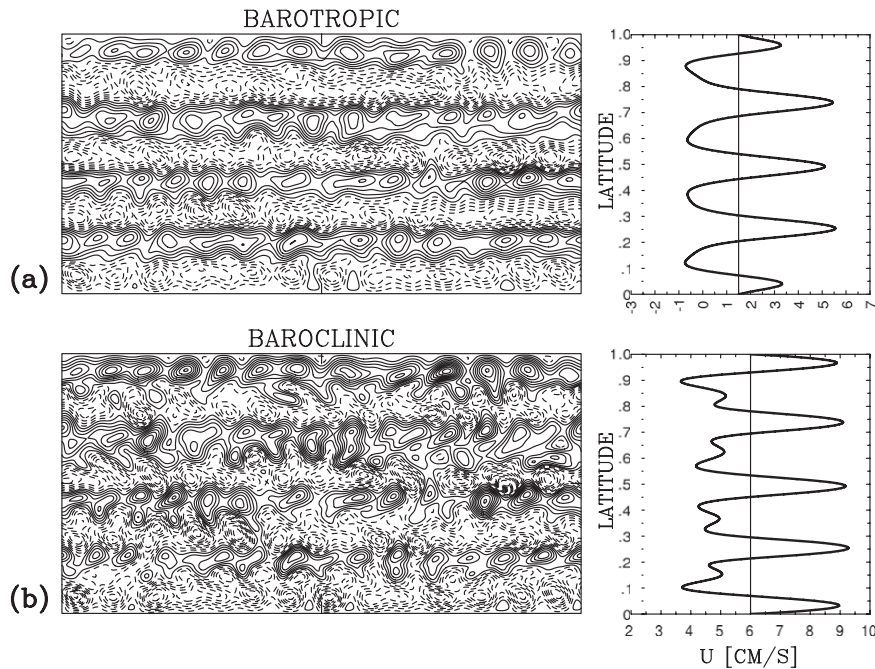 BAROTROPIC
1.0
.9
.8
.7
.6
.5
.4
.3
.2
.1
0
LATITUDE
-3 -2 -1 0 1 2 3 4 5 6 7
(a)
BAROCLINIC
1.0
.9
.8
.7
.6
.5
.4
.3
.2
.1
0
LATITUDE
2 3 4 5 6 7 8 9 10
U [CM/S]
(b)